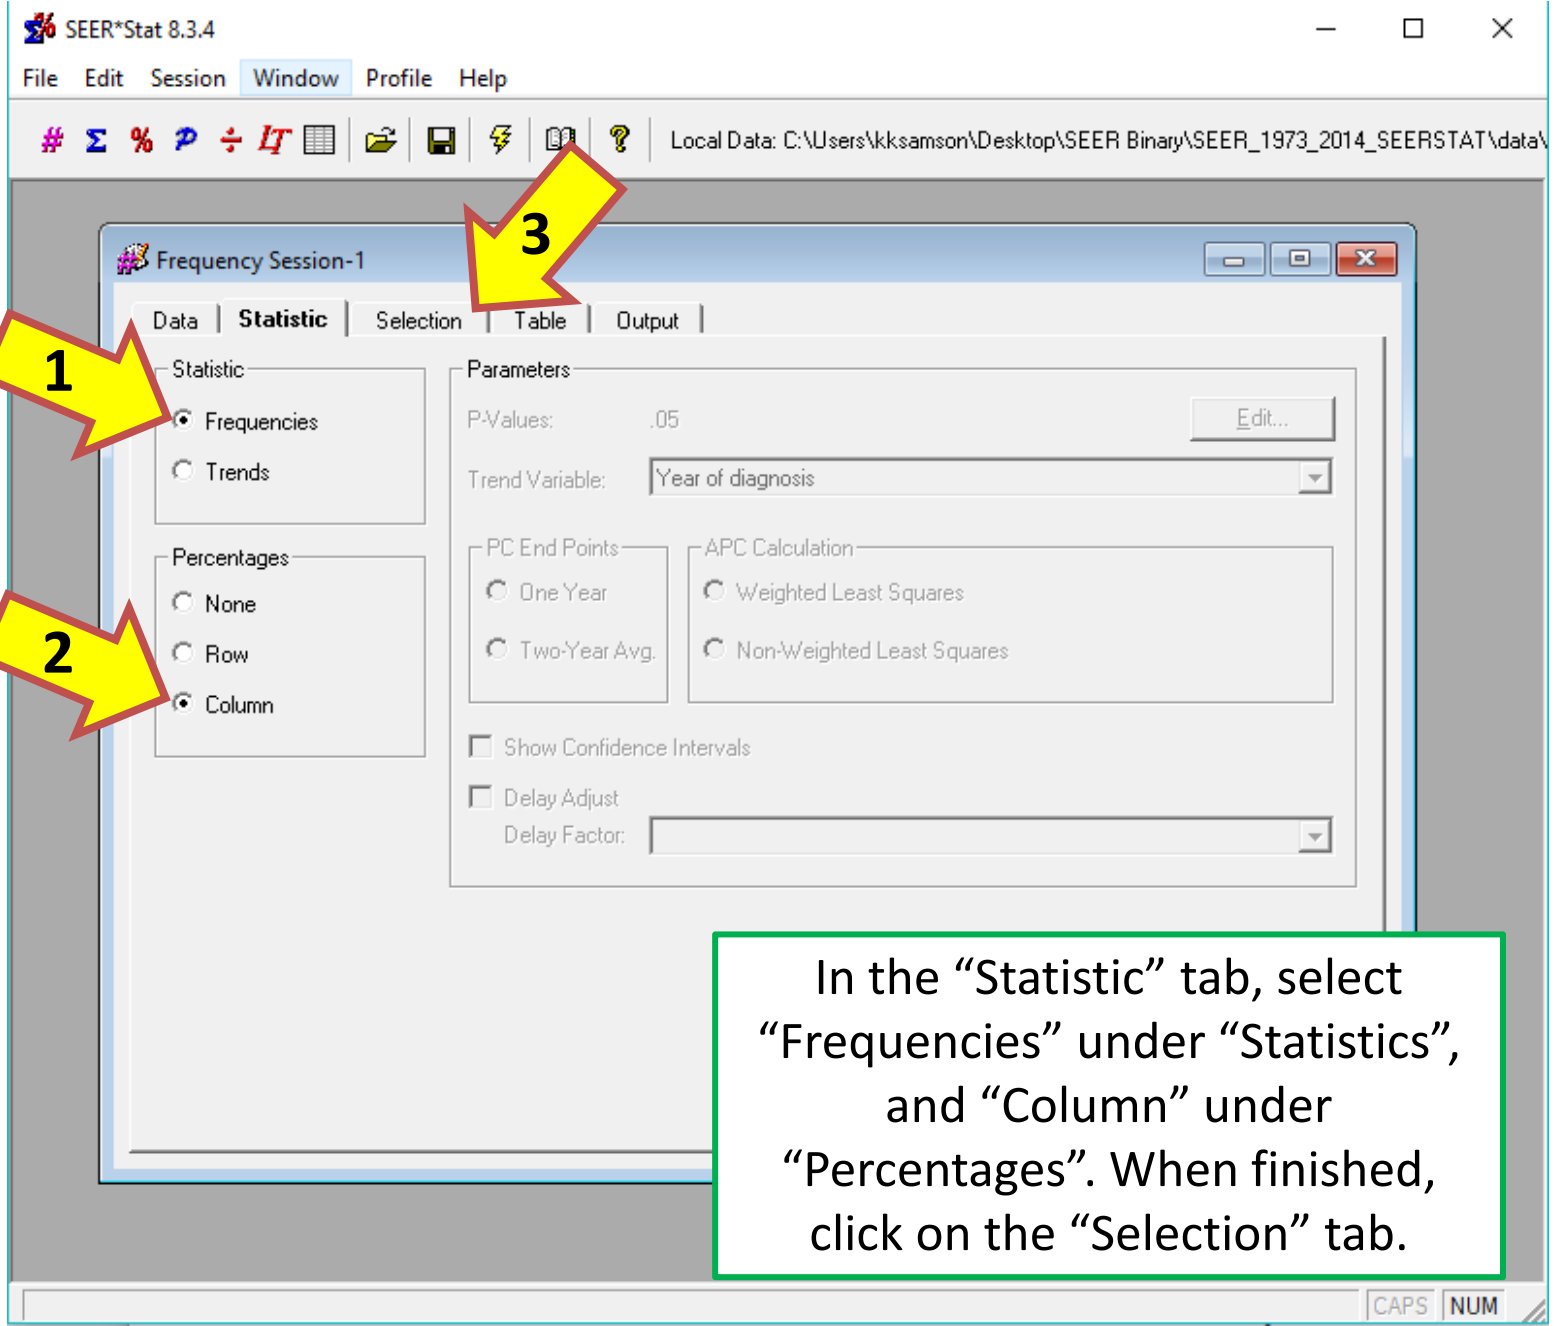 SEER*Stat 8.3.4
File Edit Session Window Profile Help
# Σ % P ÷ LT ? Local Data: C:\Users\kksamson\Desktop\SEER Binary\SEER_1973_2014_SEERSTAT\data\
3
Frequency Session-1
Data Statistic Selection Table Output
1
Statistic
Frequencies
Trends
Parameters
P-Values: .05 Edit...
Trend Variable: Year of diagnosis
2
Percentages
None
Row
Column
PC End Points
One Year
Two-Year Avg.
APC Calculation
Weighted Least Squares
Non-Weighted Least Squares
Show Confidence Intervals
Delay Adjust
Delay Factor:
In the “Statistic” tab, select
“Frequencies” under “Statistics”,
and “Column” under
“Percentages”. When finished,
click on the “Selection” tab.
CAPS NUM